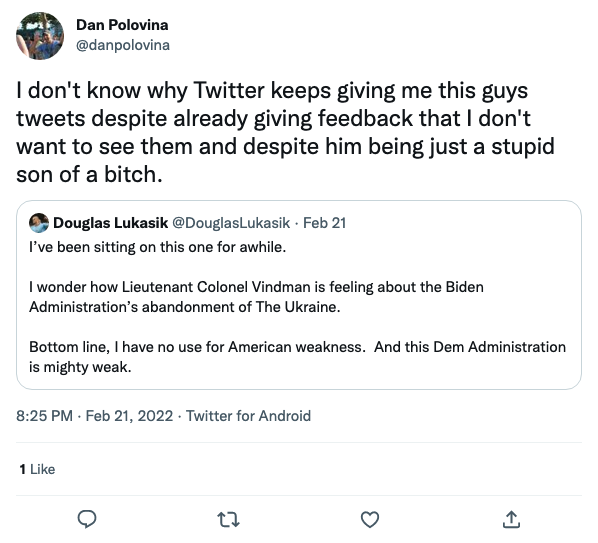 Dan Polovina
@danpolovina
I don't know why Twitter keeps giving me this guys
tweets despite already giving feedback that I don't
want to see them and despite him being just a stupid
son of a bitch.
Douglas Lukasik @DouglasLukasik · Feb 21
I’ve been sitting on this one for awhile.
I wonder how Lieutenant Colonel Vindman is feeling about the Biden
Administration’s abandonment of The Ukraine.
Bottom line, I have no use for American weakness.  And this Dem Administration
is mighty weak.
8:25 PM · Feb 21, 2022 · Twitter for Android
1 Like